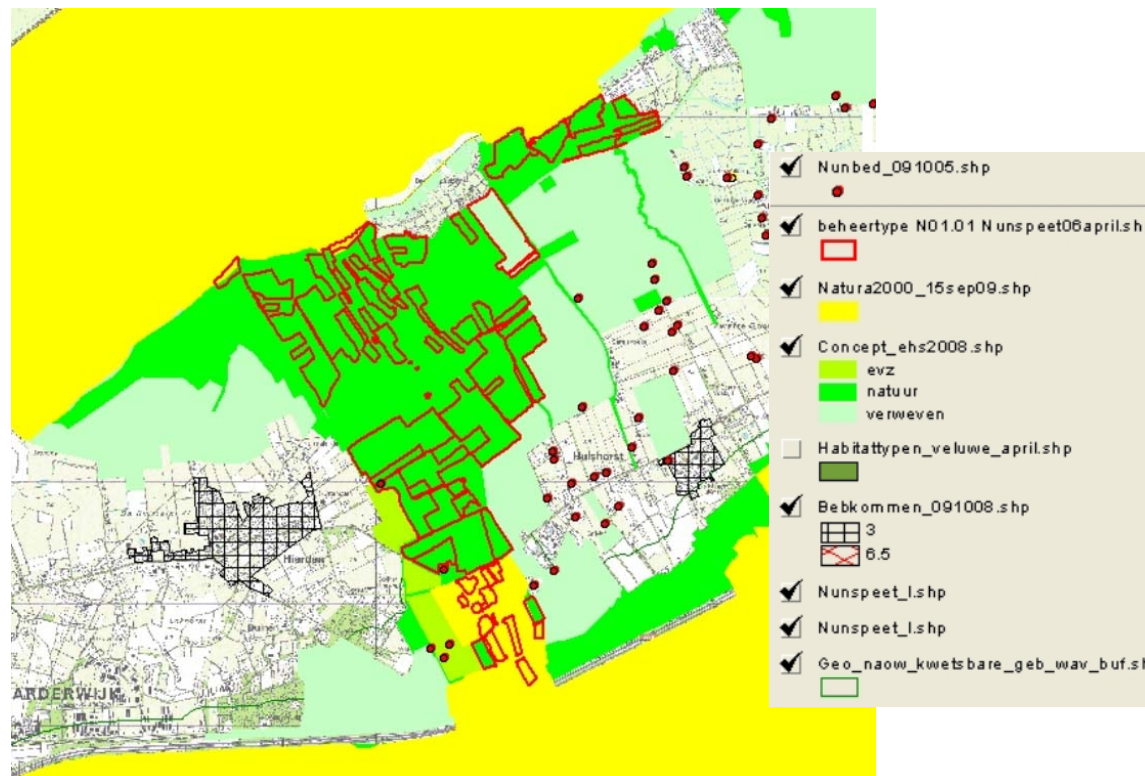 Hulshorst
Hierden
ARDERWIJK
Nunbed_091005.shp
beheertype N01.01 Nunspeet06april.sh
Natura2000_15sep09.shp
Concept_ehs2008.shp
evz
natuur
verweven
Habitattypen_veluwe_april.shp
Bebkommen_091008.shp
3
6.5
Nunspeet_l.shp
Nunspeet_l.shp
Geo_naow_kwetsbare_geb_wav_buf.sh